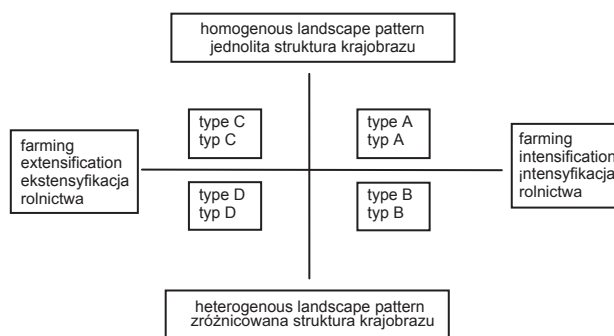 homogenous landscape pattern
jednolita struktura krajobrazu
type C
typ C
type A
typ A
farming
extensification
ekstensyfikacja
rolnictwa
farming
intensification
intensyfikacja
rolnictwa
type D
typ D
type B
typ B
heterogenous landscape pattern
zróżnicowana struktura krajobrazu